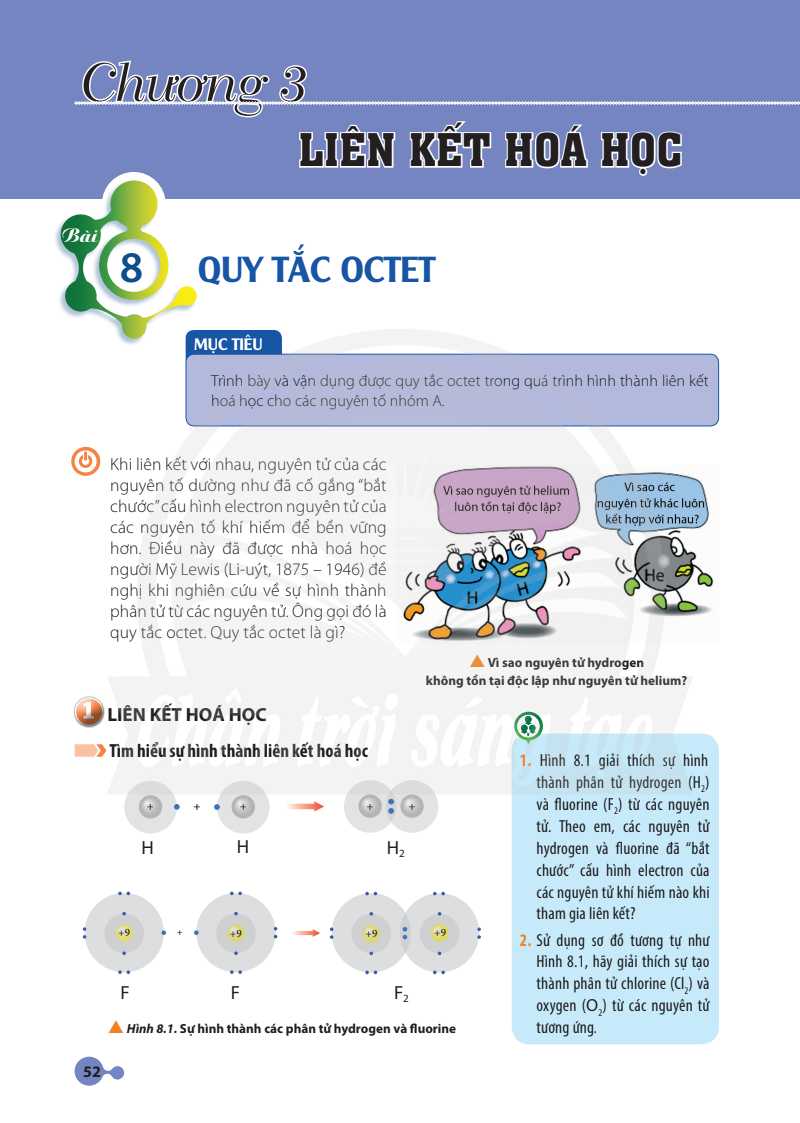 Chương 3
LIÊN KẾT HOÁ HỌC
Bài
8
QUY TẮC OCTET
MỤC TIÊU
Trình bày và vận dụng được quy tắc octet trong quá trình hình thành liên kết
hoá học cho các nguyên tố nhóm A.
Khi liên kết với nhau, nguyên tử của các
nguyên tố dường như đã cố gắng “bắt
chước” cấu hình electron nguyên tử của
các nguyên tố khí hiếm để bền vững
hơn. Điều này đã được nhà hoá học
người Mỹ Lewis (Li-uýt, 1875 – 1946) đề
nghị khi nghiên cứu về sự hình thành
phân tử từ các nguyên tử. Ông gọi đó là
quy tắc octet. Quy tắc octet là gì?
Vì sao nguyên tử helium
luôn tồn tại độc lập?
Vì sao các
nguyên tử khác luôn
kết hợp với nhau?
H
H
He
▲ Vì sao nguyên tử hydrogen
không tồn tại độc lập như nguyên tử helium?
Chân trời sáng tạo
1 LIÊN KẾT HOÁ HỌC
Tìm hiểu sự hình thành liên kết hoá học
+ + + + +
H H H₂
+9 + +9 +9 +9
F F F₂
▲ Hình 8.1. Sự hình thành các phân tử hydrogen và fluorine
1. Hình 8.1 giải thích sự hình
thành phân tử hydrogen (H₂)
và fluorine (F₂) từ các nguyên
tử. Theo em, các nguyên tử
hydrogen và fluorine đã “bắt
chước” cấu hình electron của
các nguyên tử khí hiếm nào khi
tham gia liên kết?
2. Sử dụng sơ đồ tương tự như
Hình 8.1, hãy giải thích sự tạo
thành phân tử chlorine (Cl₂) và
oxygen (O₂) từ các nguyên tử
tương ứng.
52